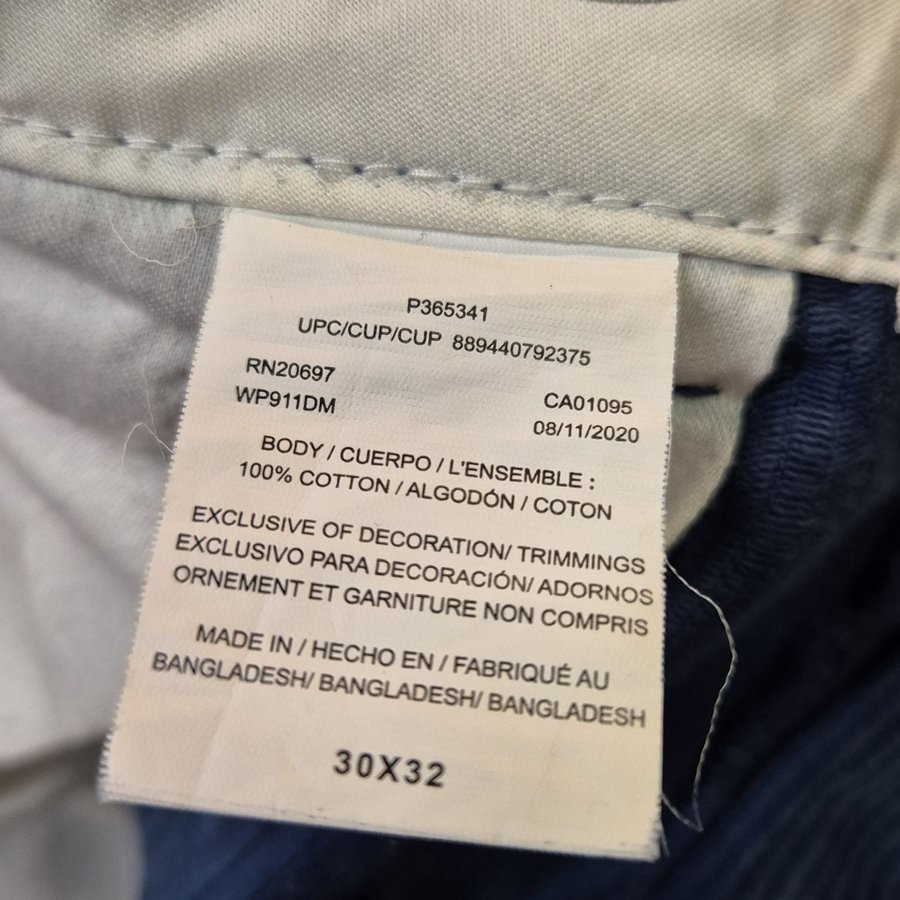 P365341
UPC/CUP/CUP 889440792375
RN20697
WP911DM
CA01095
08/11/2020
BODY / CUERPO / L'ENSEMBLE :
100% COTTON / ALGODÓN / COTON
EXCLUSIVE OF DECORATION/ TRIMMINGS
EXCLUSIVO PARA DECORACIÓN/ ADORNOS
ORNEMENT ET GARNITURE NON COMPRIS
MADE IN / HECHO EN / FABRIQUÉ AU
BANGLADESH/ BANGLADESH/ BANGLADESH
30X32